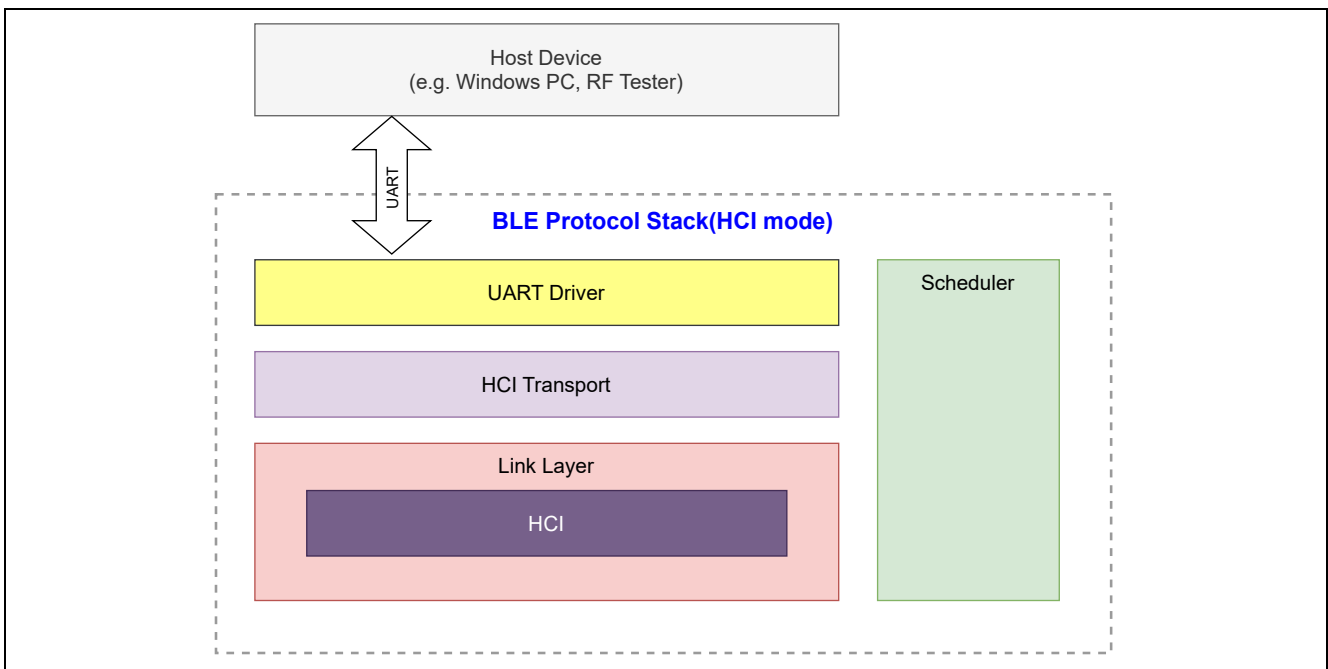 Host Device
(e.g. Windows PC, RF Tester)
UART
BLE Protocol Stack(HCI mode)
UART Driver
Scheduler
HCI Transport
Link Layer
HCI